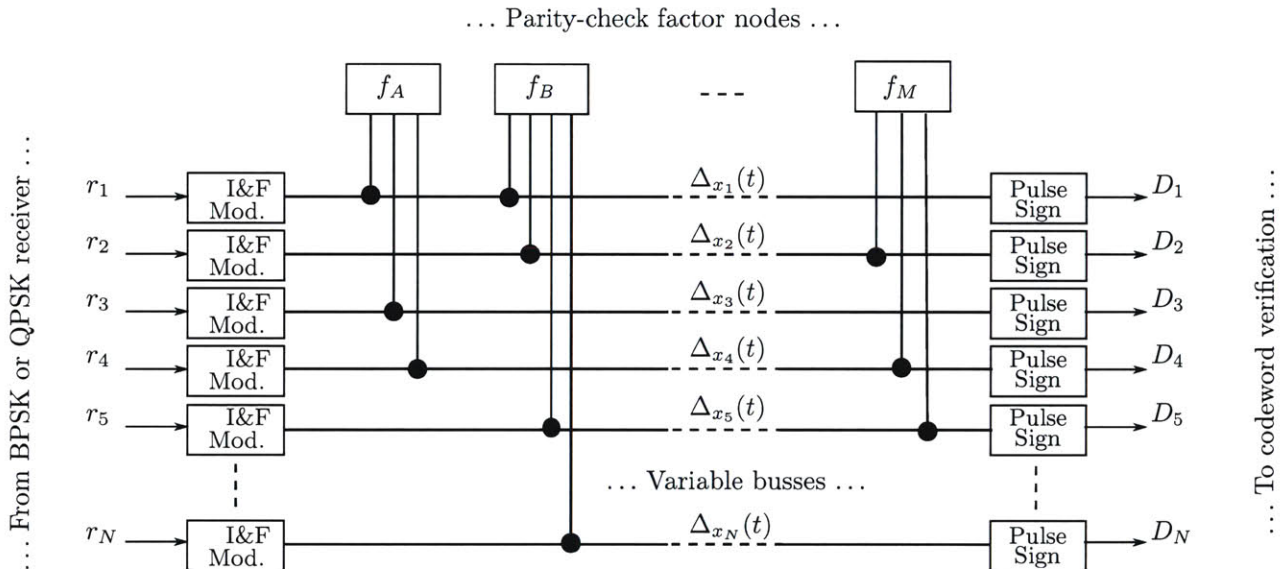 ... Parity-check factor nodes ...
f_A
f_B
f_M
... From BPSK or QPSK receiver ...
r_1
I&F
Mod.
Δ_{x_1}(t)
Pulse
Sign
D_1
r_2
I&F
Mod.
Δ_{x_2}(t)
Pulse
Sign
D_2
r_3
I&F
Mod.
Δ_{x_3}(t)
Pulse
Sign
D_3
r_4
I&F
Mod.
Δ_{x_4}(t)
Pulse
Sign
D_4
r_5
I&F
Mod.
Δ_{x_5}(t)
Pulse
Sign
D_5
... Variable busses ...
r_N
I&F
Mod.
Δ_{x_N}(t)
Pulse
Sign
D_N
... To codeword verification ...